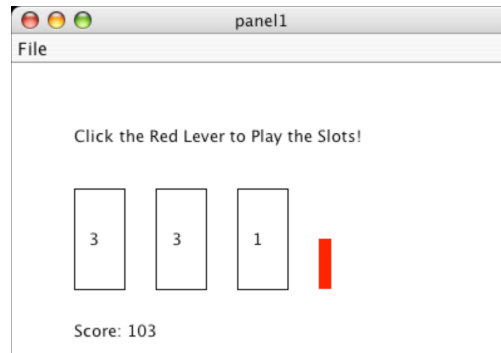 panel1
File
Click the Red Lever to Play the Slots!
3 3 1
Score: 103